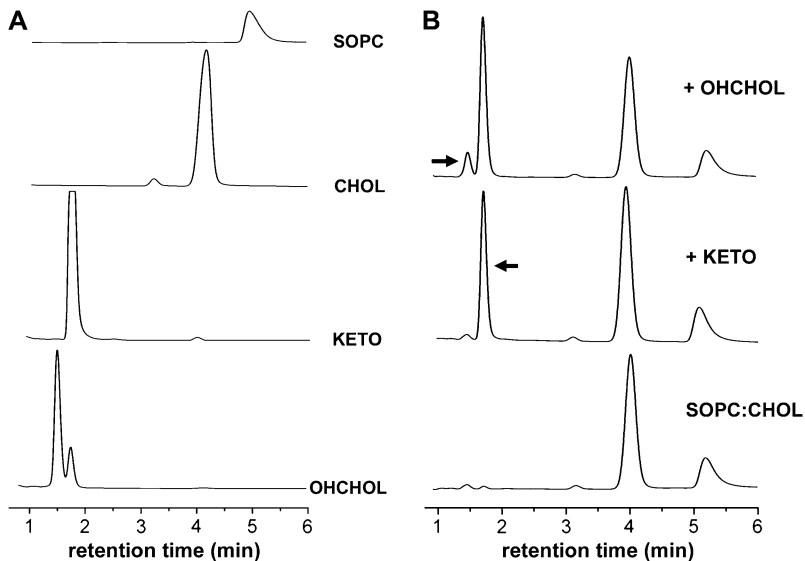 A
SOPC
CHOL
KETO
OHCHOL
1 2 3 4 5 6
retention time (min)
B
+ OHCHOL
+ KETO
SOPC:CHOL
1 2 3 4 5 6
retention time (min)